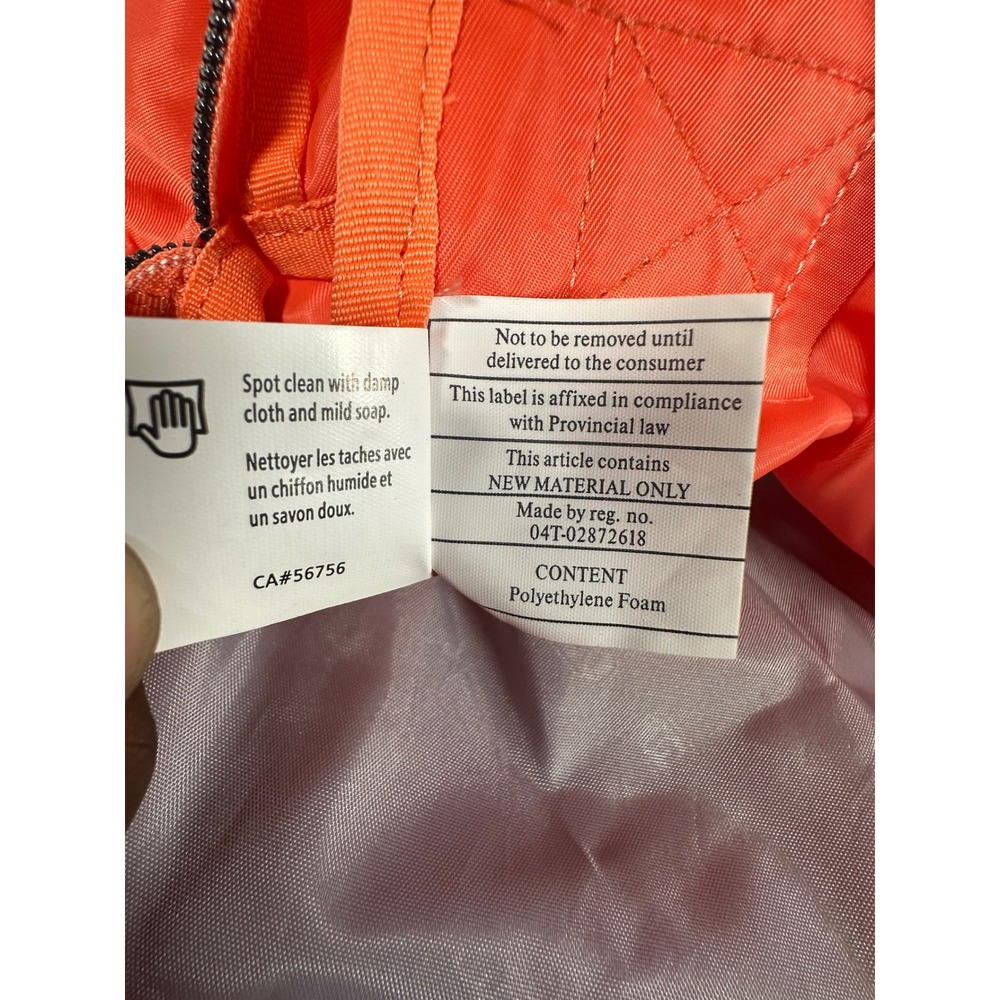 Spot clean with damp
cloth and mild soap.
Nettoyer les taches avec
un chiffon humide et
un savon doux.
CA#56756
Not to be removed until
delivered to the consumer
This label is affixed in compliance
with Provincial law
This article contains
NEW MATERIAL ONLY
Made by reg. no.
04T-02872618
CONTENT
Polyethylene Foam